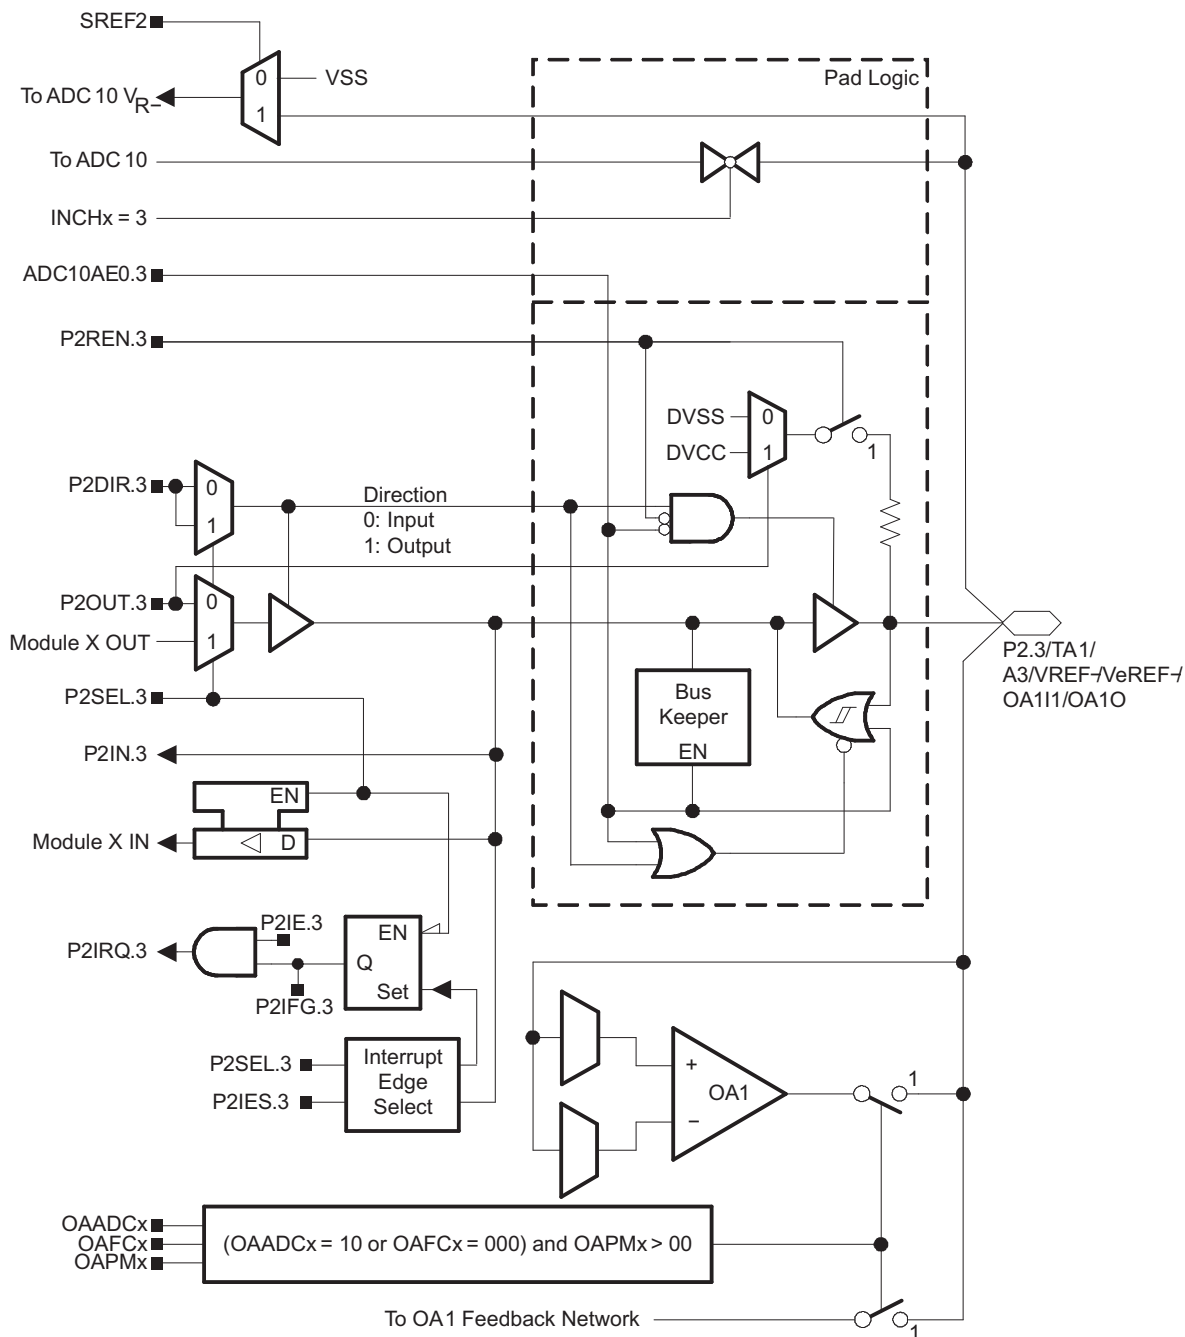 SREF2
0
VSS
To ADC 10 VR−
1
Pad Logic
To ADC 10
INCHx = 3
ADC10AE0.3
P2REN.3
DVSS
0
DVCC
1
1
P2DIR.3
0
1
Direction
0: Input
1: Output
P2OUT.3
0
Module X OUT
1
P2.3/TA1/
A3/VREF−/VeREF−/
OA1I1/OA1O
P2SEL.3
Bus
Keeper
EN
P2IN.3
EN
Module X IN
D
P2IE.3
P2IRQ.3
EN
Q
Set
P2IFG.3
P2SEL.3
P2IES.3
Interrupt
Edge
Select
+
OA1
−
1
OAADCx
OAFCx
OAPMx
(OAADCx = 10 or OAFCx = 000) and OAPMx > 00
To OA1 Feedback Network
1